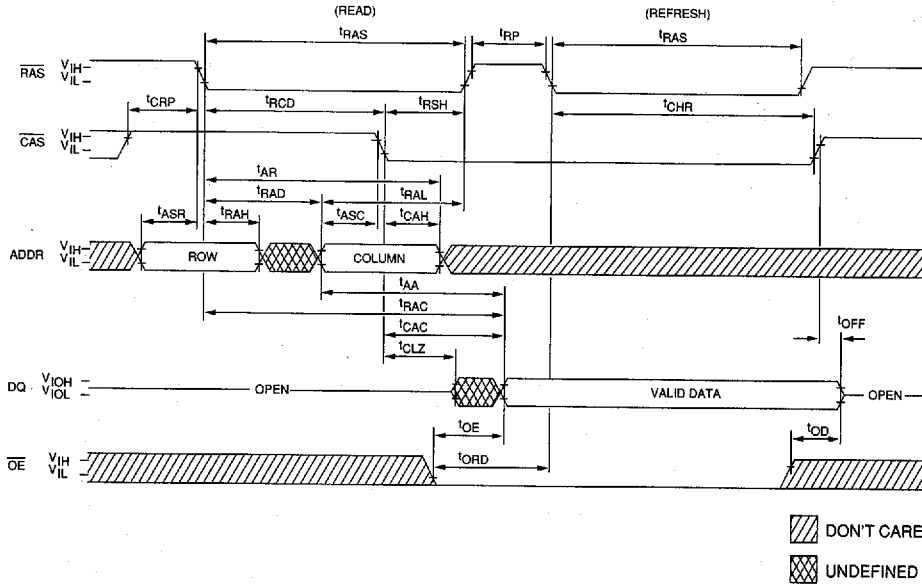 (READ) (REFRESH)
tRAS tRP tRAS
RAS VIH VIL
tCRP tRCD tRSH tCHR
CAS VIH VIL
tAR
tRAD tRAL
tASR tRAH tASC tCAH
ADDR VIH VIL ROW COLUMN
tAA
tRAC
tCAC tOFF
tCLZ
DQ VIOH VIOL OPEN VALID DATA OPEN
tOE tOD
OE VIH VIL tORD
DON'T CARE
UNDEFINED